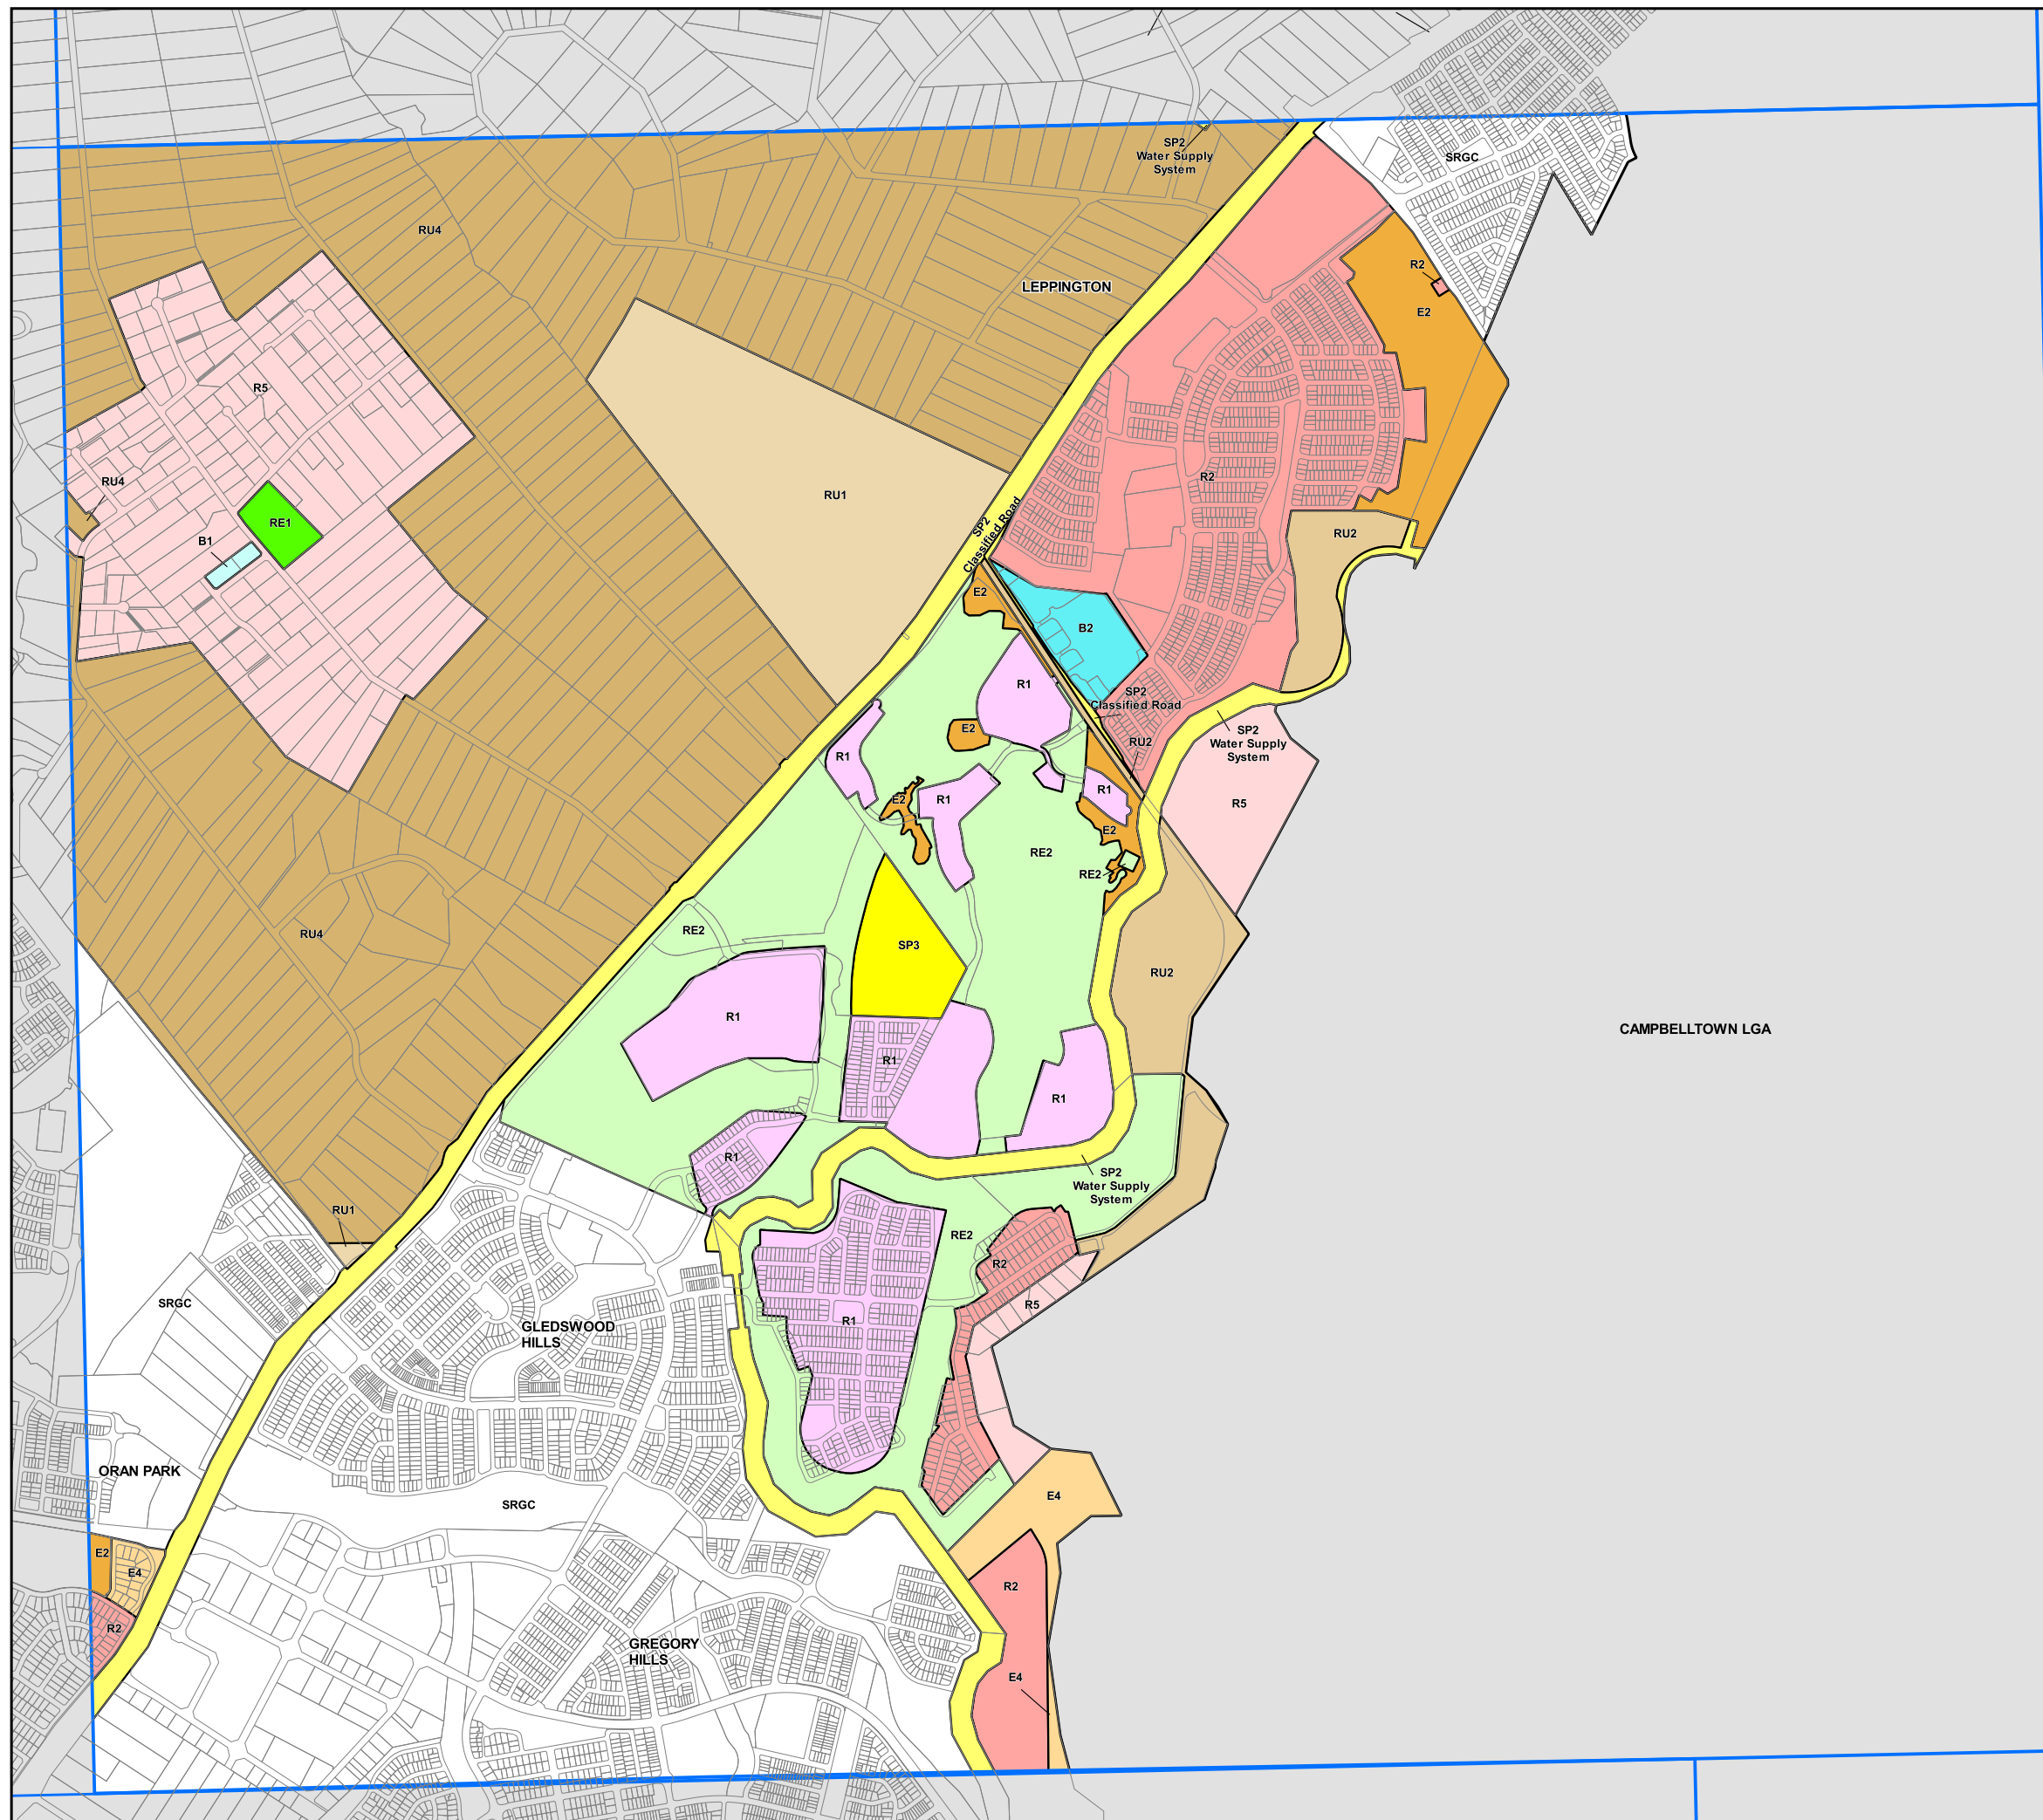 SP2
Water Supply
System
SRGC
RU4
R2
LEPPINGTON
E2
R5
RU4
R2
RU1
RE1
SP2
Classified Road
RU2
B1
E2
B2
R1
SP2
Classified Road
E2
SP2
Water Supply
System
RU2
R1
R1
E2
R1
R5
E2
RE2
RE2
RE2
RU4
SP3
RU2
R1
CAMPBELLTOWN LGA
R1
R1
R1
SP2
Water Supply
System
RU1
RE2
R2
SRGC
R5
R1
GLEDSWOOD
HILLS
ORAN PARK
E4
SRGC
E2
E4
R2
R2
GREGORY
HILLS
E4